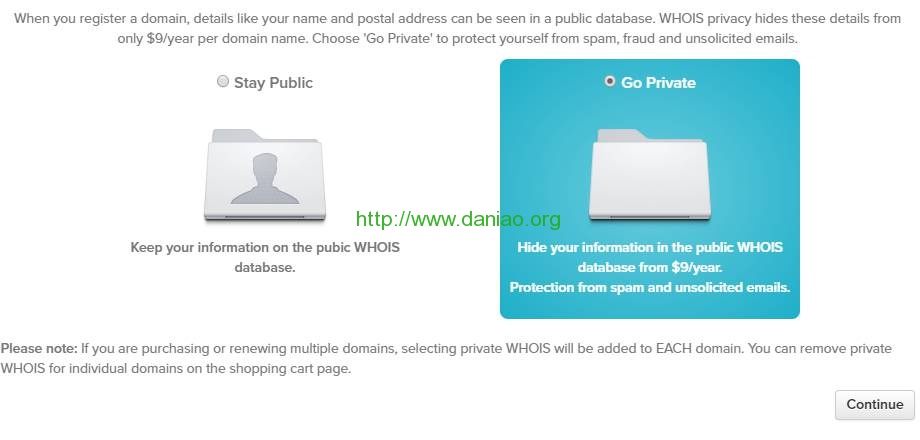 When you register a domain, details like your name and postal address can be seen in a public database. WHOIS privacy hides these details from
only $9/year per domain name. Choose 'Go Private' to protect yourself from spam, fraud and unsolicited emails.
Stay Public
Go Private
http://www.daniao.org
Keep your information on the pubic WHOIS
database.
Hide your information in the public WHOIS
database from $9/year.
Protection from spam and unsolicited emails.
Please note: If you are purchasing or renewing multiple domains, selecting private WHOIS will be added to EACH domain. You can remove private
WHOIS for individual domains on the shopping cart page.
Continue